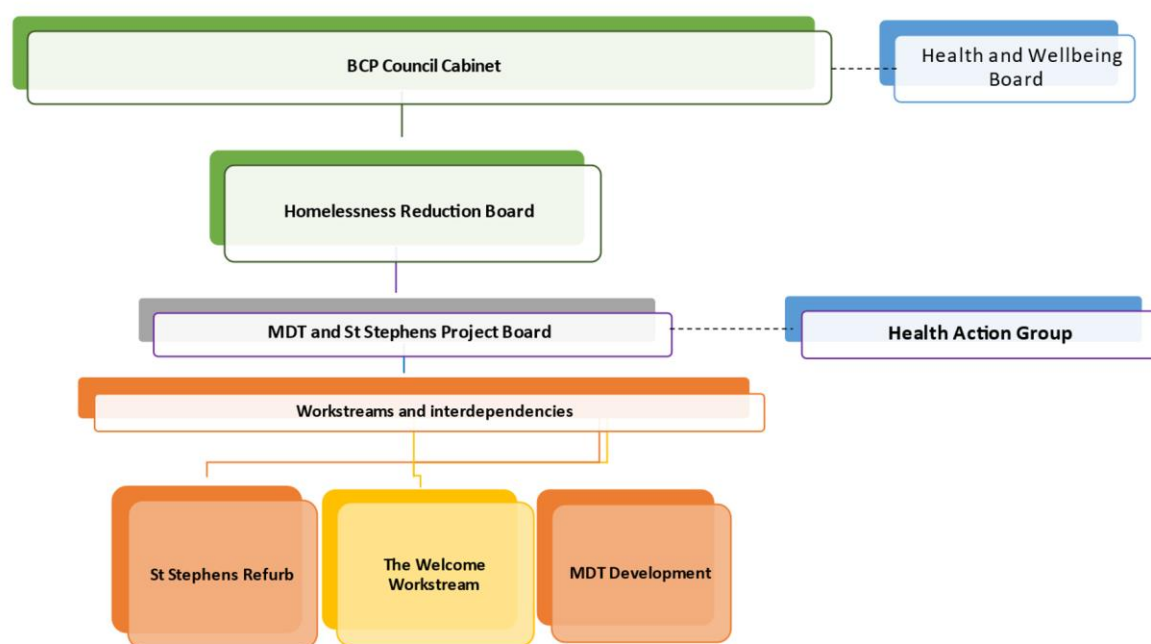 BCP Council Cabinet
Health and Wellbeing
Board
Homelessness Reduction Board
MDT and St Stephens Project Board
Health Action Group
Workstreams and interdependencies
St Stephens Refurb
The Welcome
Workstream
MDT Development